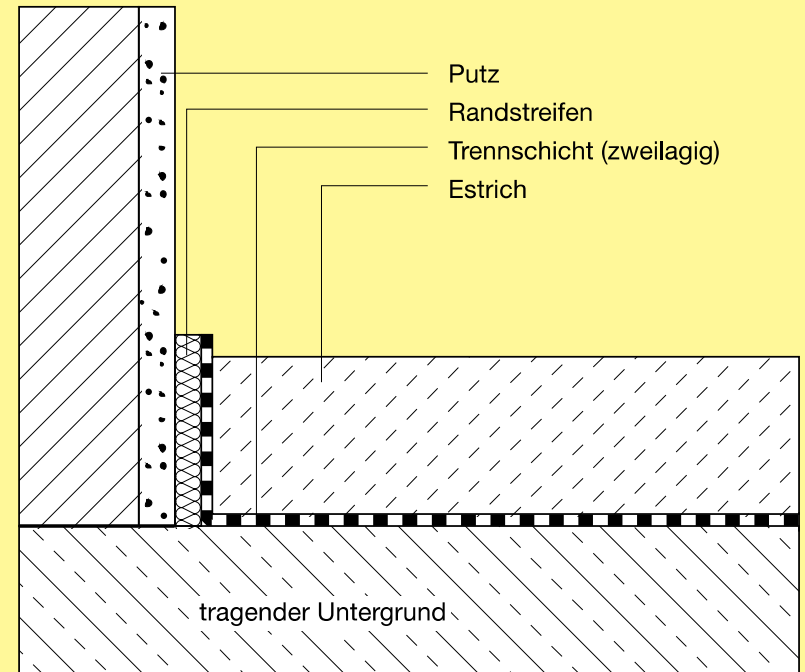 Putz
Randstreifen
Trennschicht (zweilagig)
Estrich
tragender Untergrund